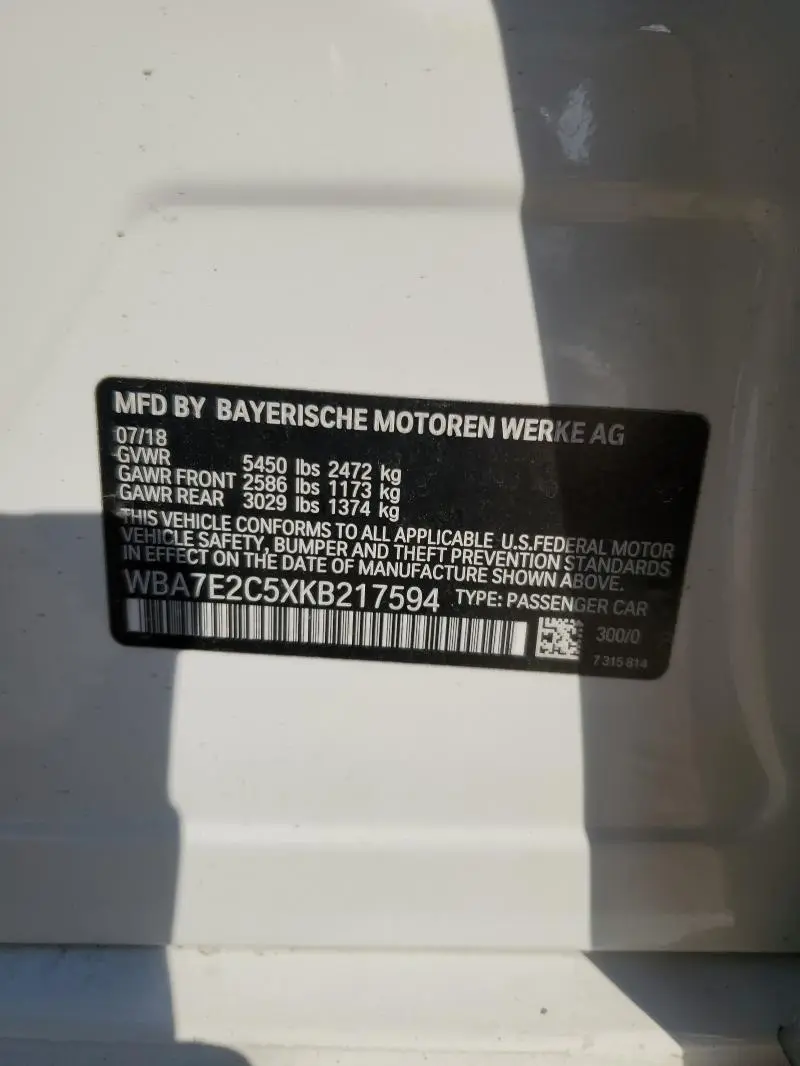 MFD BY BAYERISCHE MOTOREN WERKE AG
07/18
GVWR 5450 lbs 2472 kg
GAWR FRONT 2586 lbs 1173 kg
GAWR REAR 3029 lbs 1374 kg
THIS VEHICLE CONFORMS TO ALL APPLICABLE U.S.FEDERAL MOTOR
VEHICLE SAFETY, BUMPER AND THEFT PREVENTION STANDARDS
IN EFFECT ON THE DATE OF MANUFACTURE SHOWN ABOVE.
WBA7E2C5XKB217594 TYPE: PASSENGER CAR
300/0
7 315 814